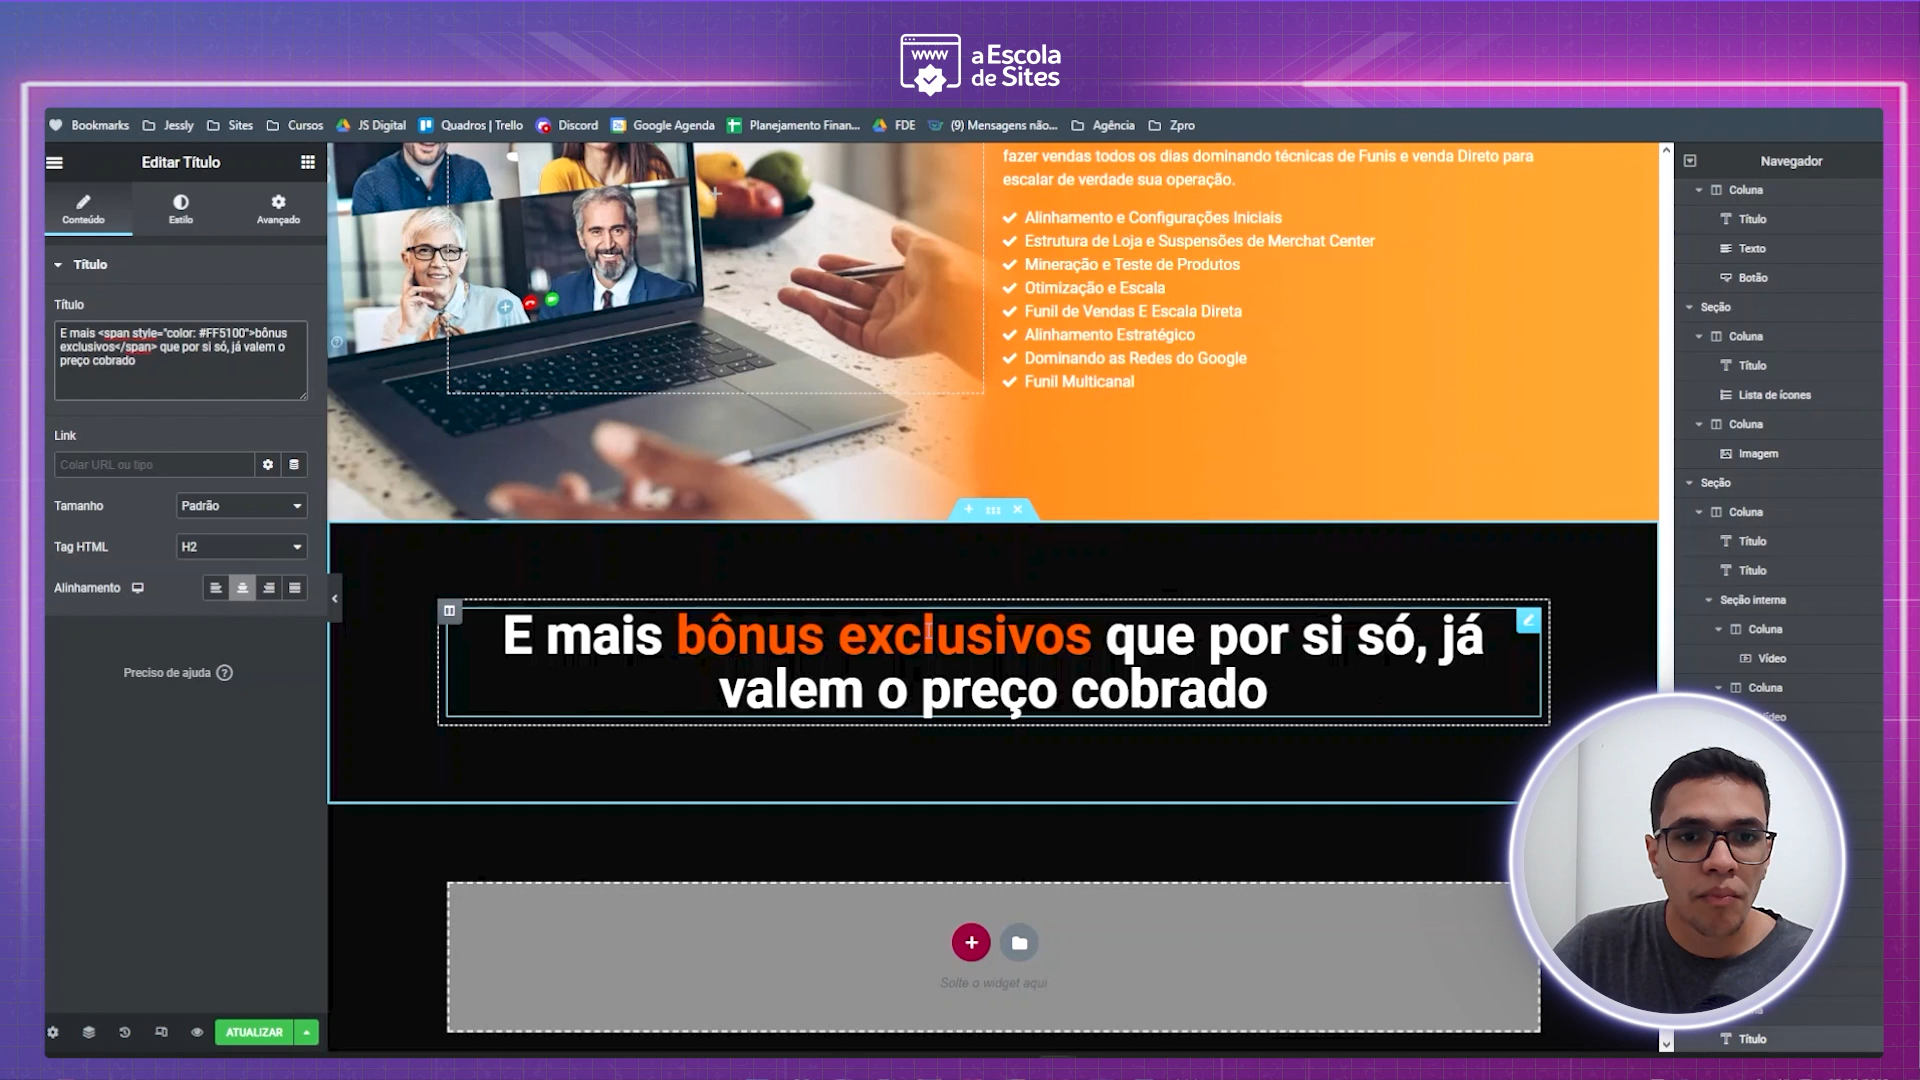 www
a Escola
de Sites
Bookmarks
Jessly
Sites
Cursos
JS Digital
Quadros | Trello
Discord
Google Agenda
Planejamento Finan...
FDE
(9) Mensagens não...
Agência
Zpro
Editar Título
Conteúdo
Estilo
Avançado
Título
Título
E mais <span style="color: #FF5100">bônus
exclusivos</span> que por si só, já valem o
preço cobrado
Link
Colar URL ou tipo
Tamanho
Padrão
Tag HTML
H2
Alinhamento
Preciso de ajuda
ATUALIZAR
fazer vendas todos os dias dominando técnicas de Funis e venda Direto para
escalar de verdade sua operação.
Alinhamento e Configurações Iniciais
Estrutura de Loja e Suspensões de Merchat Center
Mineração e Teste de Produtos
Otimização e Escala
Funil de Vendas E Escala Direta
Alinhamento Estratégico
Dominando as Redes do Google
Funil Multicanal
E mais bônus exclusivos que por si só, já
valem o preço cobrado
Solte o widget aqui
Navegador
Coluna
Título
Texto
Botão
Seção
Coluna
Título
Lista de ícones
Coluna
Imagem
Seção
Coluna
Título
Título
Seção interna
Coluna
Vídeo
Coluna
Título